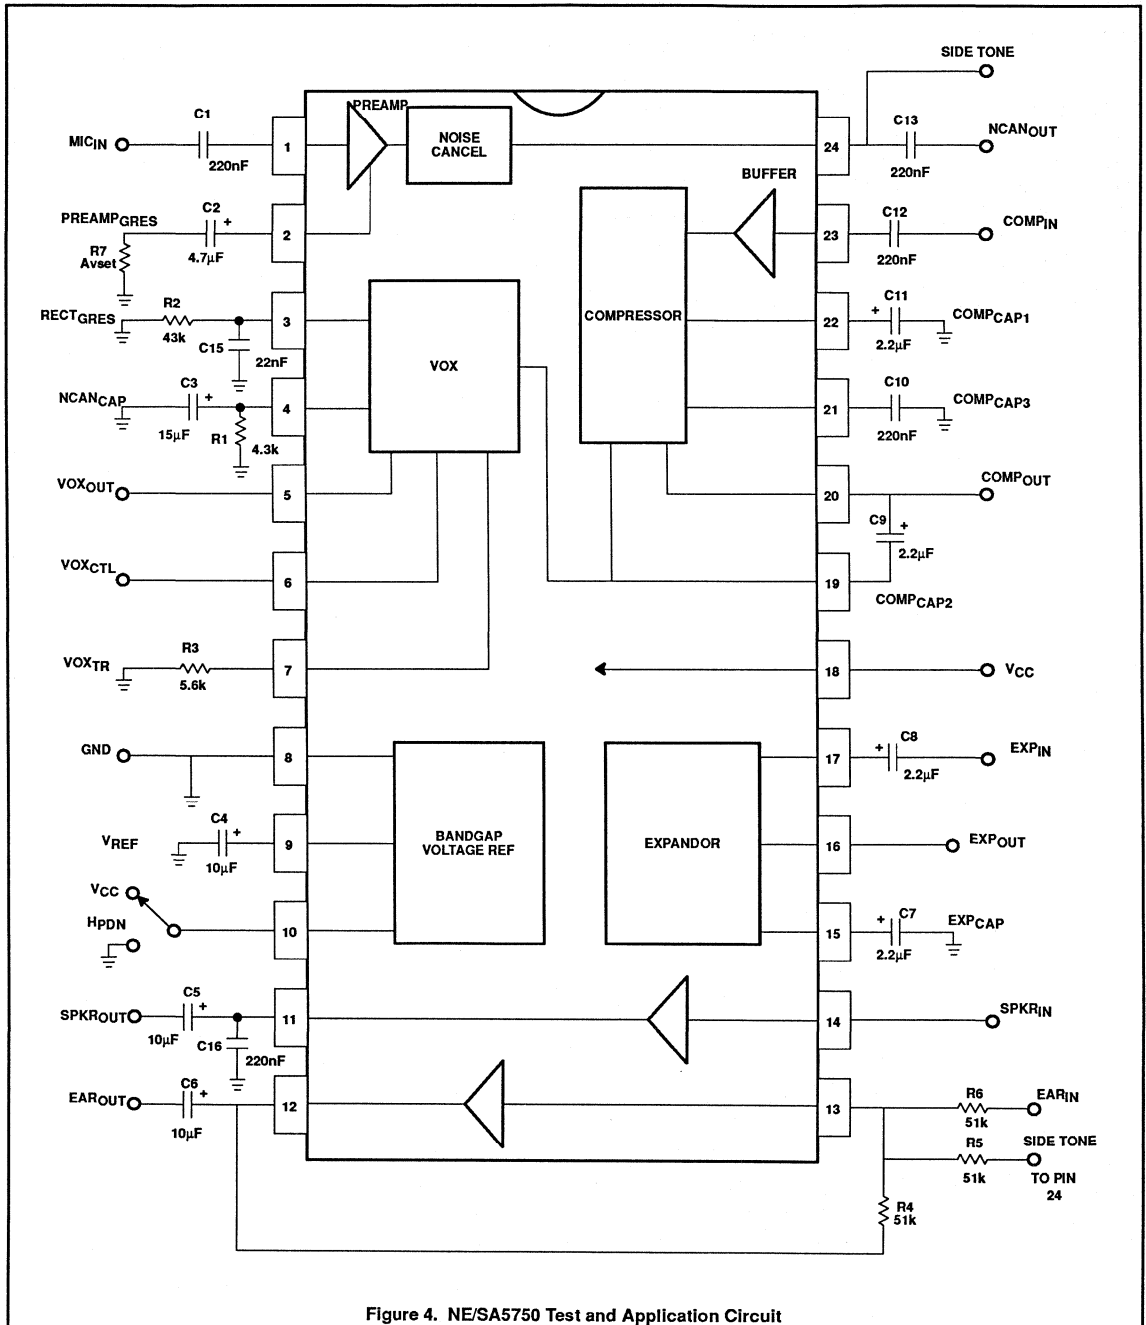 SIDE TONE
PREAMP
C1
C13
MICIN
1
NOISE
CANCEL
24
NCANOUT
220nF
220nF
BUFFER
PREAMPGRES
C2
+
2
23
C12
COMPIN
R7
Avset
4.7µF
220nF
RECTGRES
R2
3
COMPRESSOR
22
+
C11
COMPCAP1
43k
C15
22nF
VOX
2.2µF
NCANCAP
C3
+
4
21
C10
COMPCAP3
15µF
R1
4.3k
220nF
VOXOUT
5
20
COMPOUT
C9
+
2.2µF
VOXCTL
6
19
COMPCAP2
VOXTR
R3
7
18
VCC
5.6k
GND
8
17
+
C8
EXPIN
2.2µF
VREF
C4
+
9
BANDGAP
VOLTAGE REF
EXPANDOR
16
EXPOUT
10µF
VCC
HPDN
10
15
+
C7
EXPCAP
2.2µF
SPKROUT
C5
+
11
14
SPKRIN
10µF
C16
220nF
EAROUT
C6
+
12
13
R6
EARIN
10µF
51k
R5
SIDE TONE
51k
TO PIN
24
R4
51k
Figure 4. NE/SA5750 Test and Application Circuit